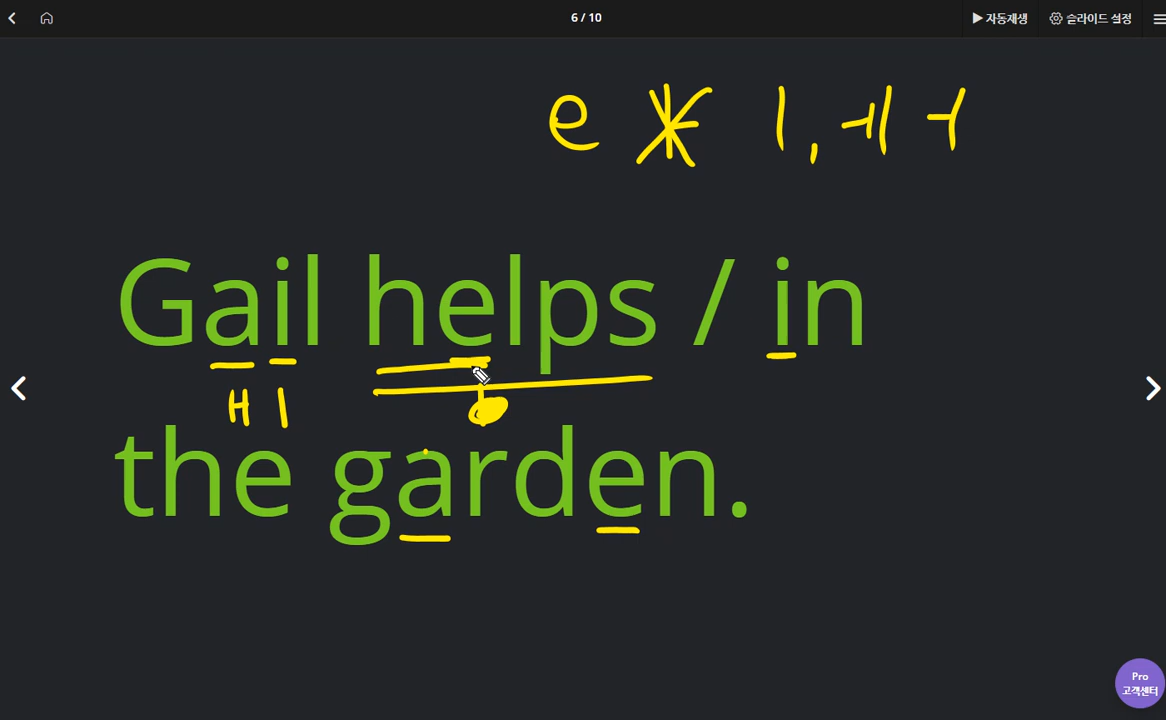 6 / 10
▶ 자동재생
슬라이드 설정
Gail helps / in
ㅐ ㅣ
the garden.
Pro
고객센터